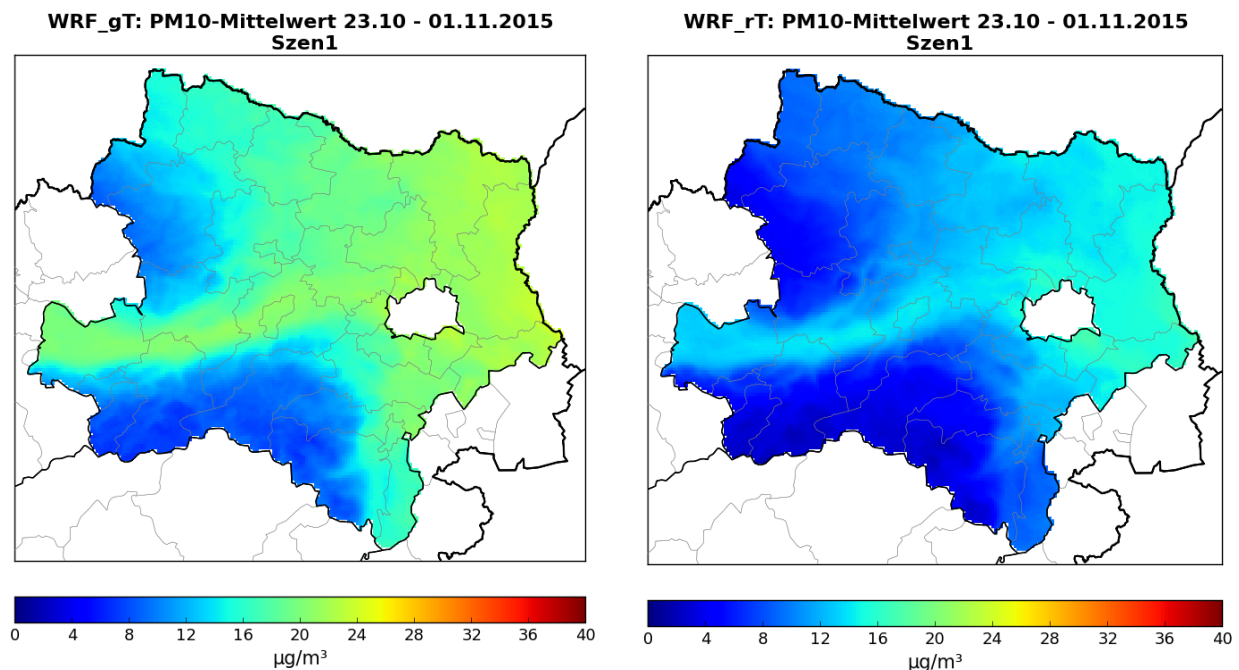 WRF_gT: PM10-Mittelwert 23.10 - 01.11.2015
Szen1
0 4 8 12 16 20 24 28 32 36 40
µg/m³
WRF_rT: PM10-Mittelwert 23.10 - 01.11.2015
Szen1
0 4 8 12 16 20 24 28 32 36 40
µg/m³